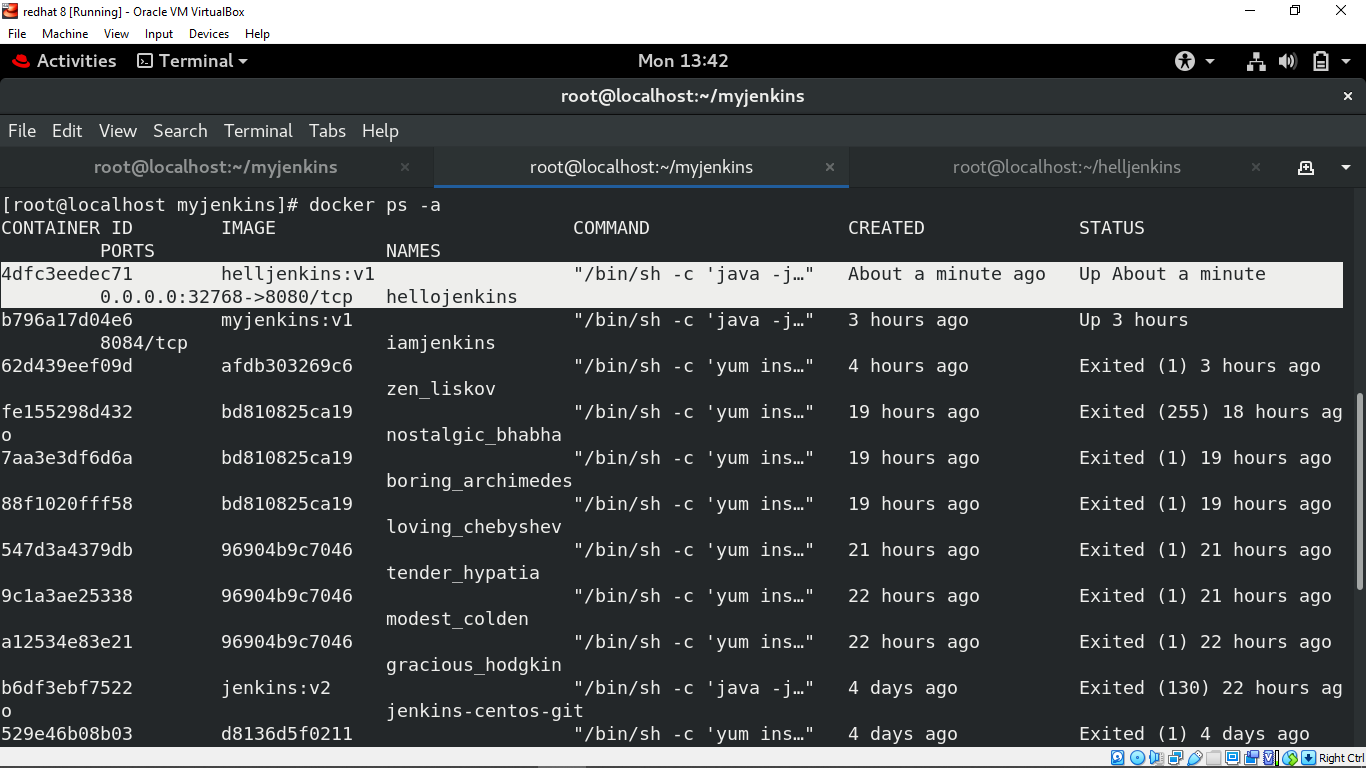 redhat 8 [Running] - Oracle VM VirtualBox
File Machine View Input Devices Help
Activities Terminal Mon 13:42
root@localhost:~/myjenkins
File Edit View Search Terminal Tabs Help
root@localhost:~/myjenkins root@localhost:~/myjenkins root@localhost:~/helljenkins
[root@localhost myjenkins]# docker ps -a
CONTAINER ID IMAGE COMMAND CREATED STATUS
PORTS NAMES
4dfc3eedec71 helljenkins:v1 "/bin/sh -c 'java -j…" About a minute ago Up About a minute
0.0.0.0:32768->8080/tcp hellojenkins
b796a17d04e6 myjenkins:v1 "/bin/sh -c 'java -j…" 3 hours ago Up 3 hours
8084/tcp iamjenkins
62d439eef09d afdb303269c6 "/bin/sh -c 'yum ins…" 4 hours ago Exited (1) 3 hours ago
zen_liskov
fe155298d432 bd810825ca19 "/bin/sh -c 'yum ins…" 19 hours ago Exited (255) 18 hours ag
o nostalgic_bhabha
7aa3e3df6d6a bd810825ca19 "/bin/sh -c 'yum ins…" 19 hours ago Exited (1) 19 hours ago
boring_archimedes
88f1020fff58 bd810825ca19 "/bin/sh -c 'yum ins…" 19 hours ago Exited (1) 19 hours ago
loving_chebyshev
547d3a4379db 96904b9c7046 "/bin/sh -c 'yum ins…" 21 hours ago Exited (1) 21 hours ago
tender_hypatia
9c1a3ae25338 96904b9c7046 "/bin/sh -c 'yum ins…" 22 hours ago Exited (1) 21 hours ago
modest_colden
a12534e83e21 96904b9c7046 "/bin/sh -c 'yum ins…" 22 hours ago Exited (1) 22 hours ago
gracious_hodgkin
b6df3ebf7522 jenkins:v2 "/bin/sh -c 'java -j…" 4 days ago Exited (130) 22 hours ag
o jenkins-centos-git
529e46b08b03 d8136d5f0211 "/bin/sh -c 'yum ins…" 4 days ago Exited (1) 4 days ago
Right Ctrl